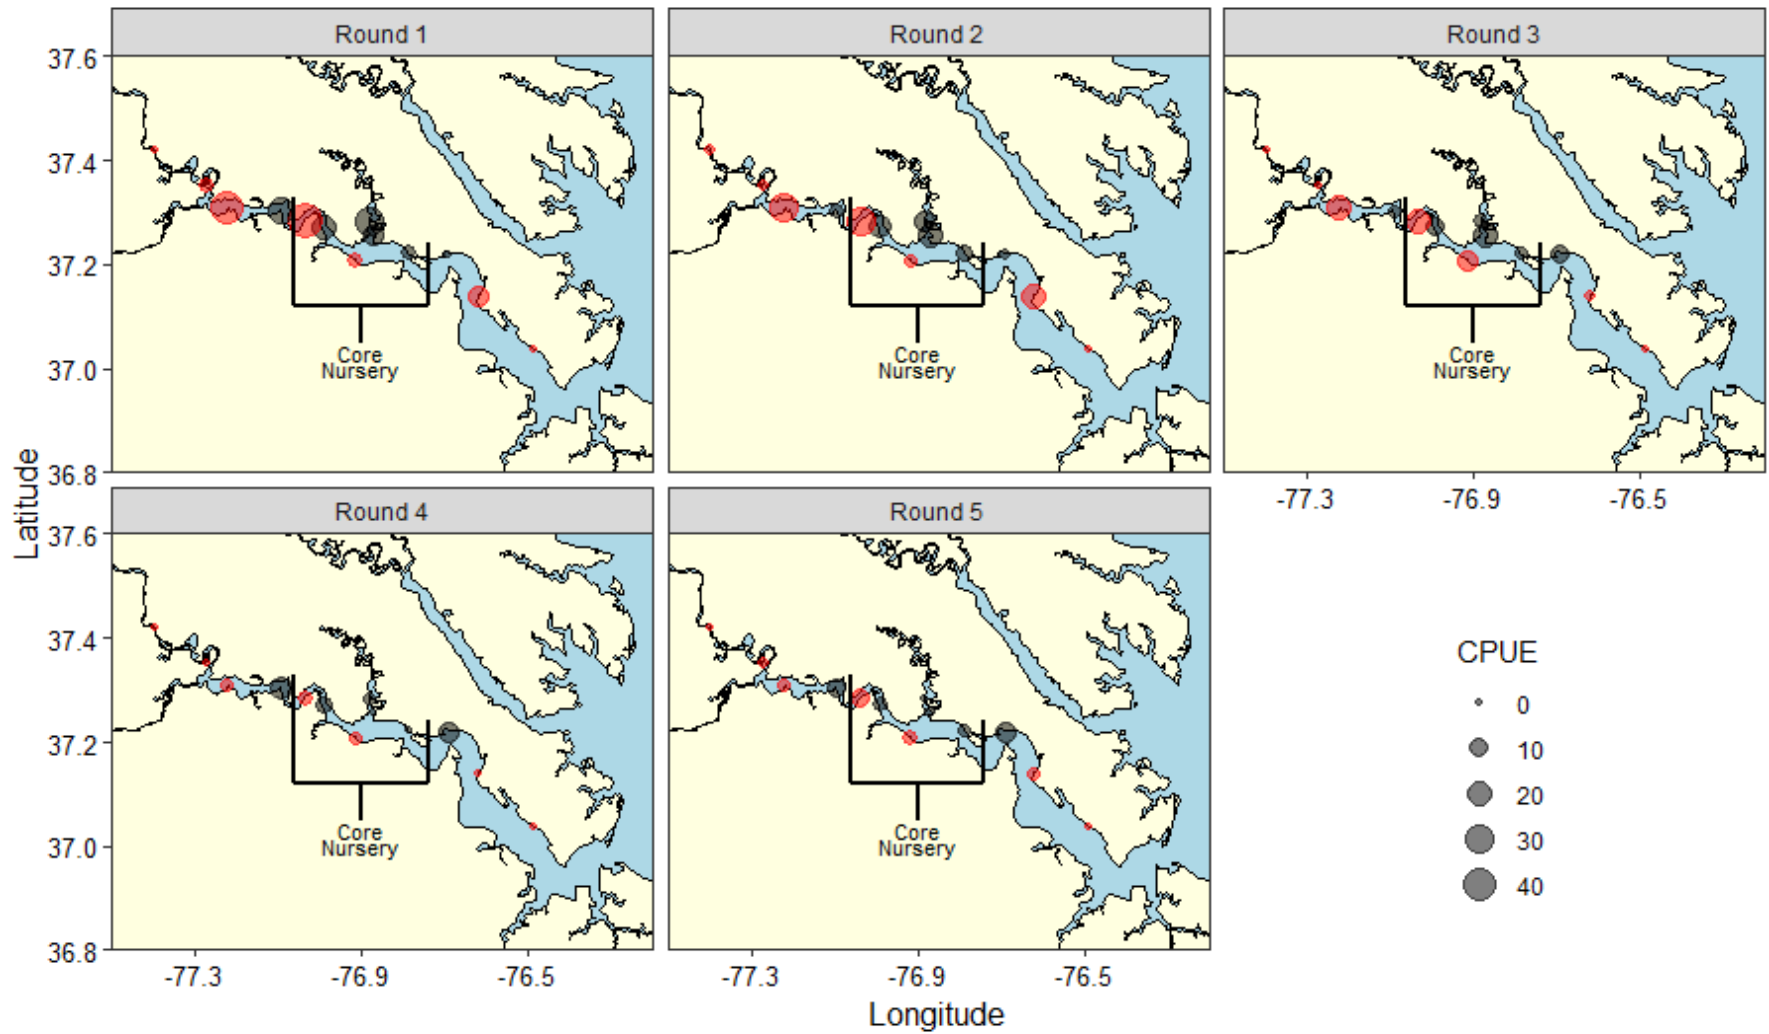 Round 1
Round 2
Round 3
37.6
37.4
37.2
37.0
36.8
Core
Nursery
Core
Nursery
Core
Nursery
-77.3
-76.9
-76.5
Latitude
Round 4
Round 5
37.6
37.4
37.2
37.0
36.8
Core
Nursery
Core
Nursery
-77.3
-76.9
-76.5
-77.3
-76.9
-76.5
Longitude
CPUE
0
10
20
30
40